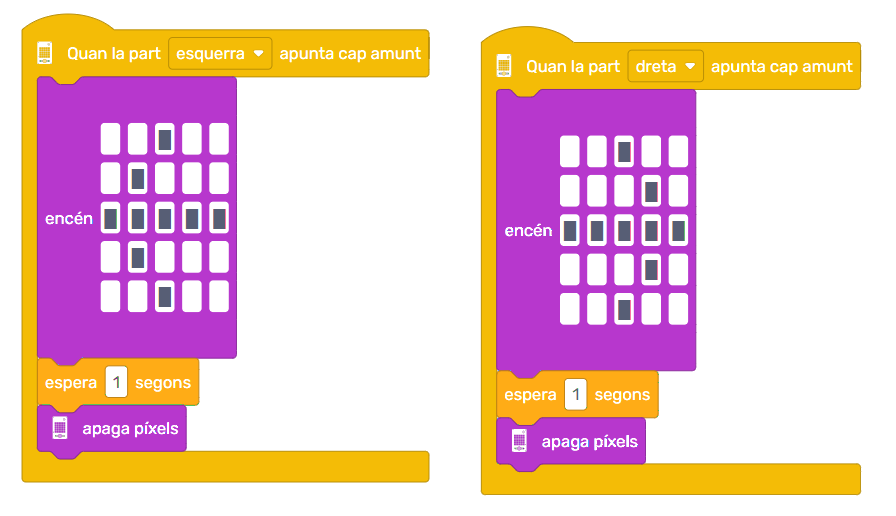 Quan la part esquerra apunta cap amunt
encén
espera 1 segons
apaga píxels
Quan la part dreta apunta cap amunt
encén
espera 1 segons
apaga píxels